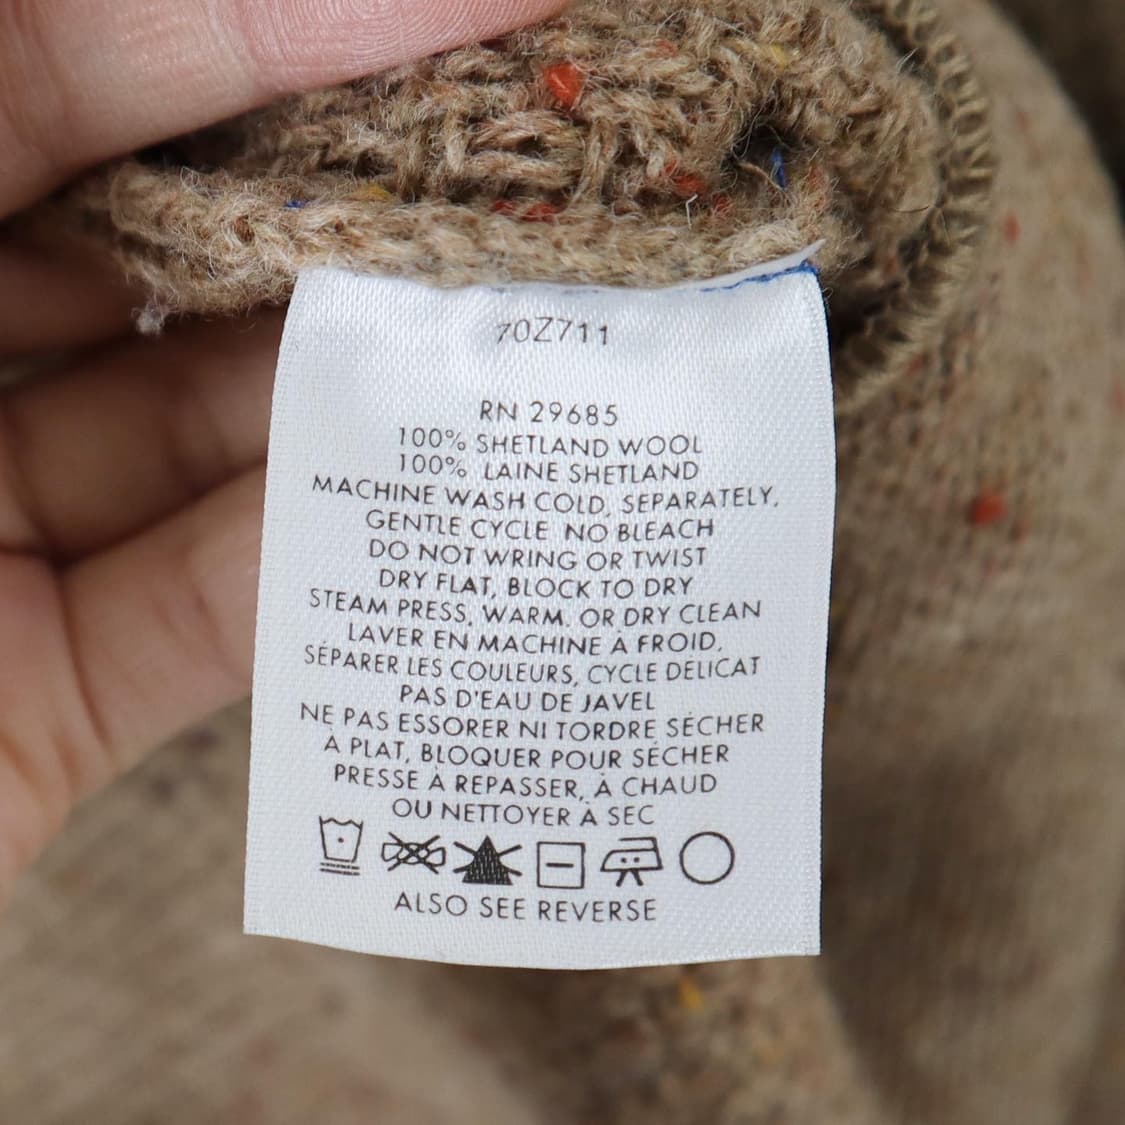 70Z711
RN 29685
100% SHETLAND WOOL
100% LAINE SHETLAND
MACHINE WASH COLD, SEPARATELY,
GENTLE CYCLE NO BLEACH
DO NOT WRING OR TWIST
DRY FLAT, BLOCK TO DRY
STEAM PRESS, WARM. OR DRY CLEAN
LAVER EN MACHINE À FROID,
SÉPARER LES COULEURS, CYCLE DÉLICAT
PAS D'EAU DE JAVEL
NE PAS ESSORER NI TORDRE SÉCHER
À PLAT, BLOQUER POUR SÉCHER
PRESSE À REPASSER, À CHAUD
OU NETTOYER À SEC
ALSO SEE REVERSE